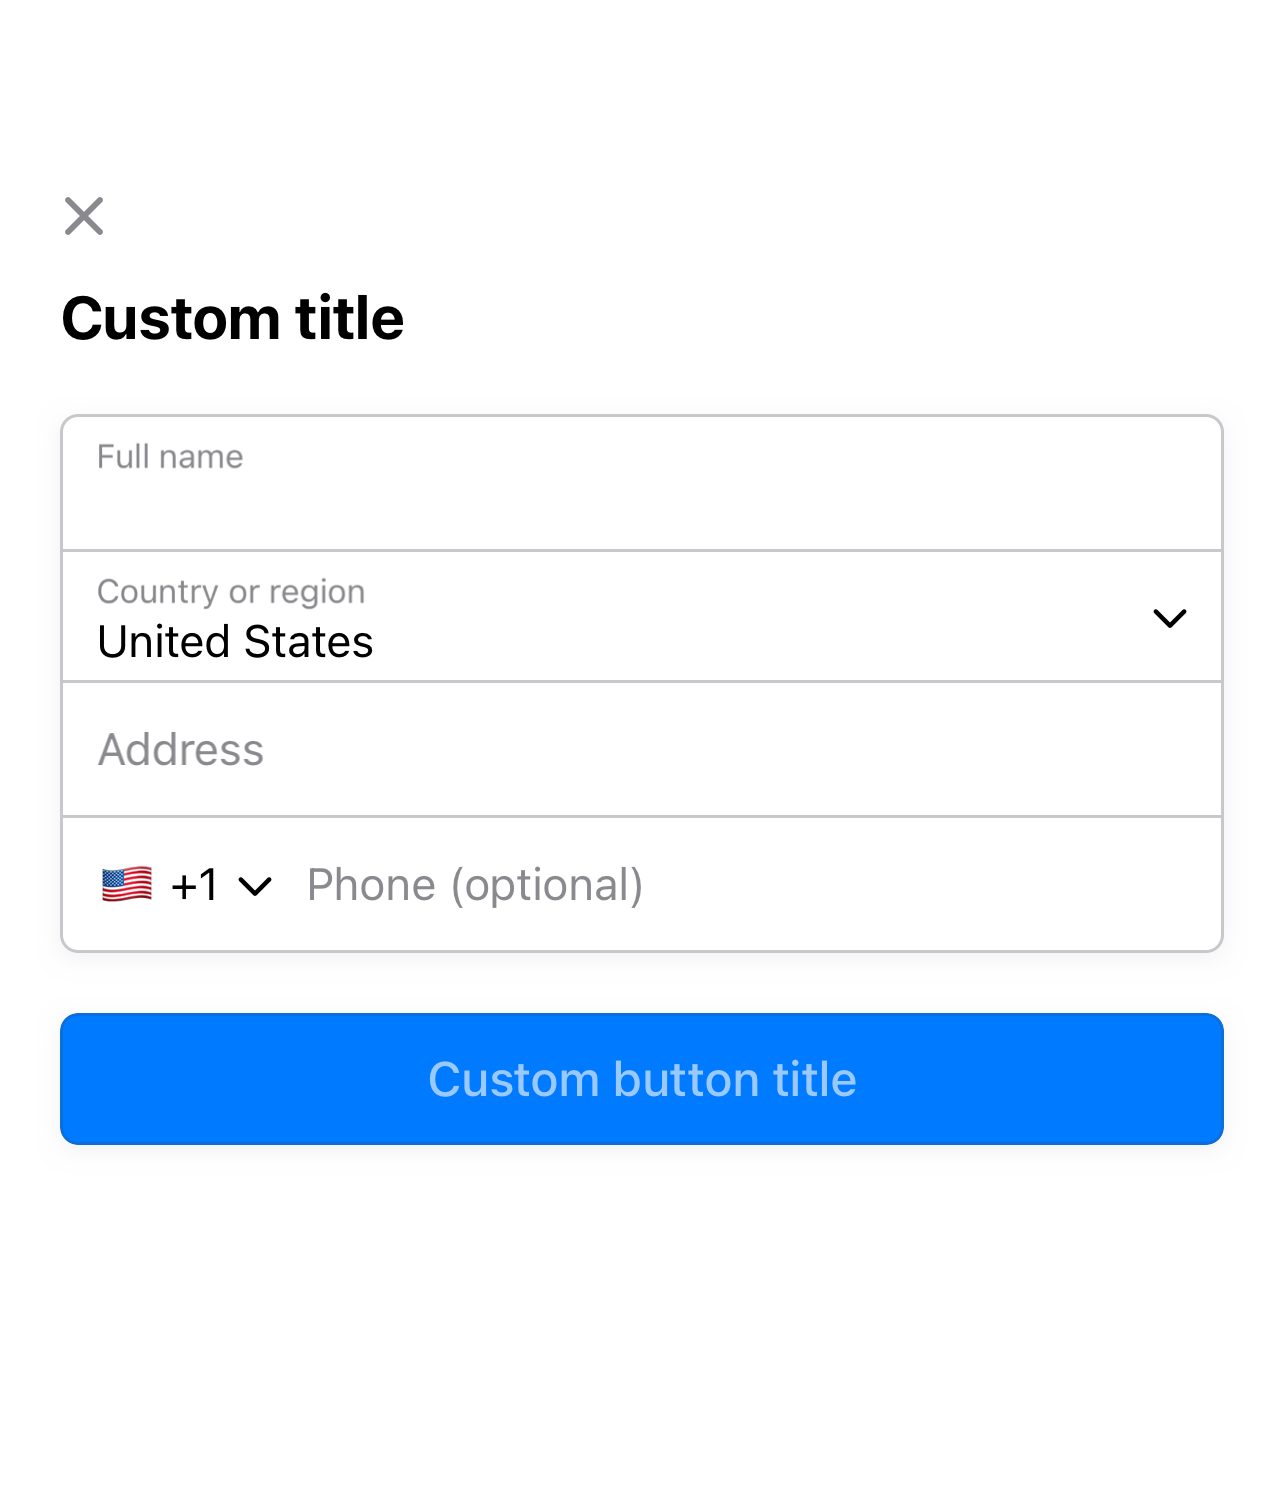 Custom title
Full name
Country or region
United States
Address
+1 Phone (optional)
Custom button title